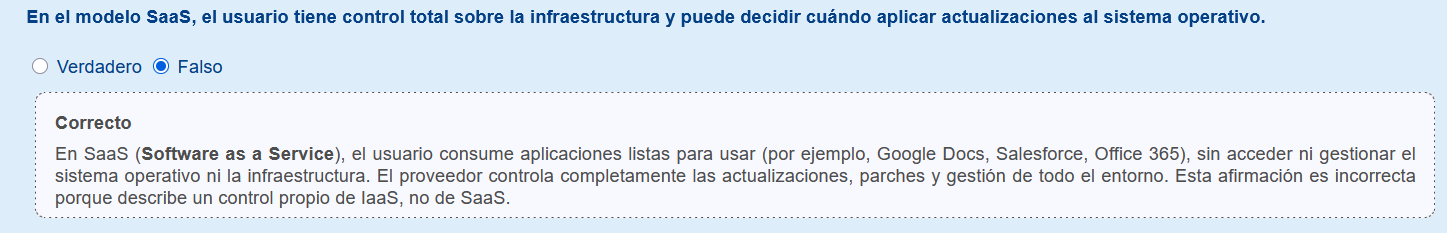 En el modelo SaaS, el usuario tiene control total sobre la infraestructura y puede decidir cuándo aplicar actualizaciones al sistema operativo.
Verdadero Falso
Correcto
En SaaS (Software as a Service), el usuario consume aplicaciones listas para usar (por ejemplo, Google Docs, Salesforce, Office 365), sin acceder ni gestionar el
sistema operativo ni la infraestructura. El proveedor controla completamente las actualizaciones, parches y gestión de todo el entorno. Esta afirmación es incorrecta
porque describe un control propio de IaaS, no de SaaS.